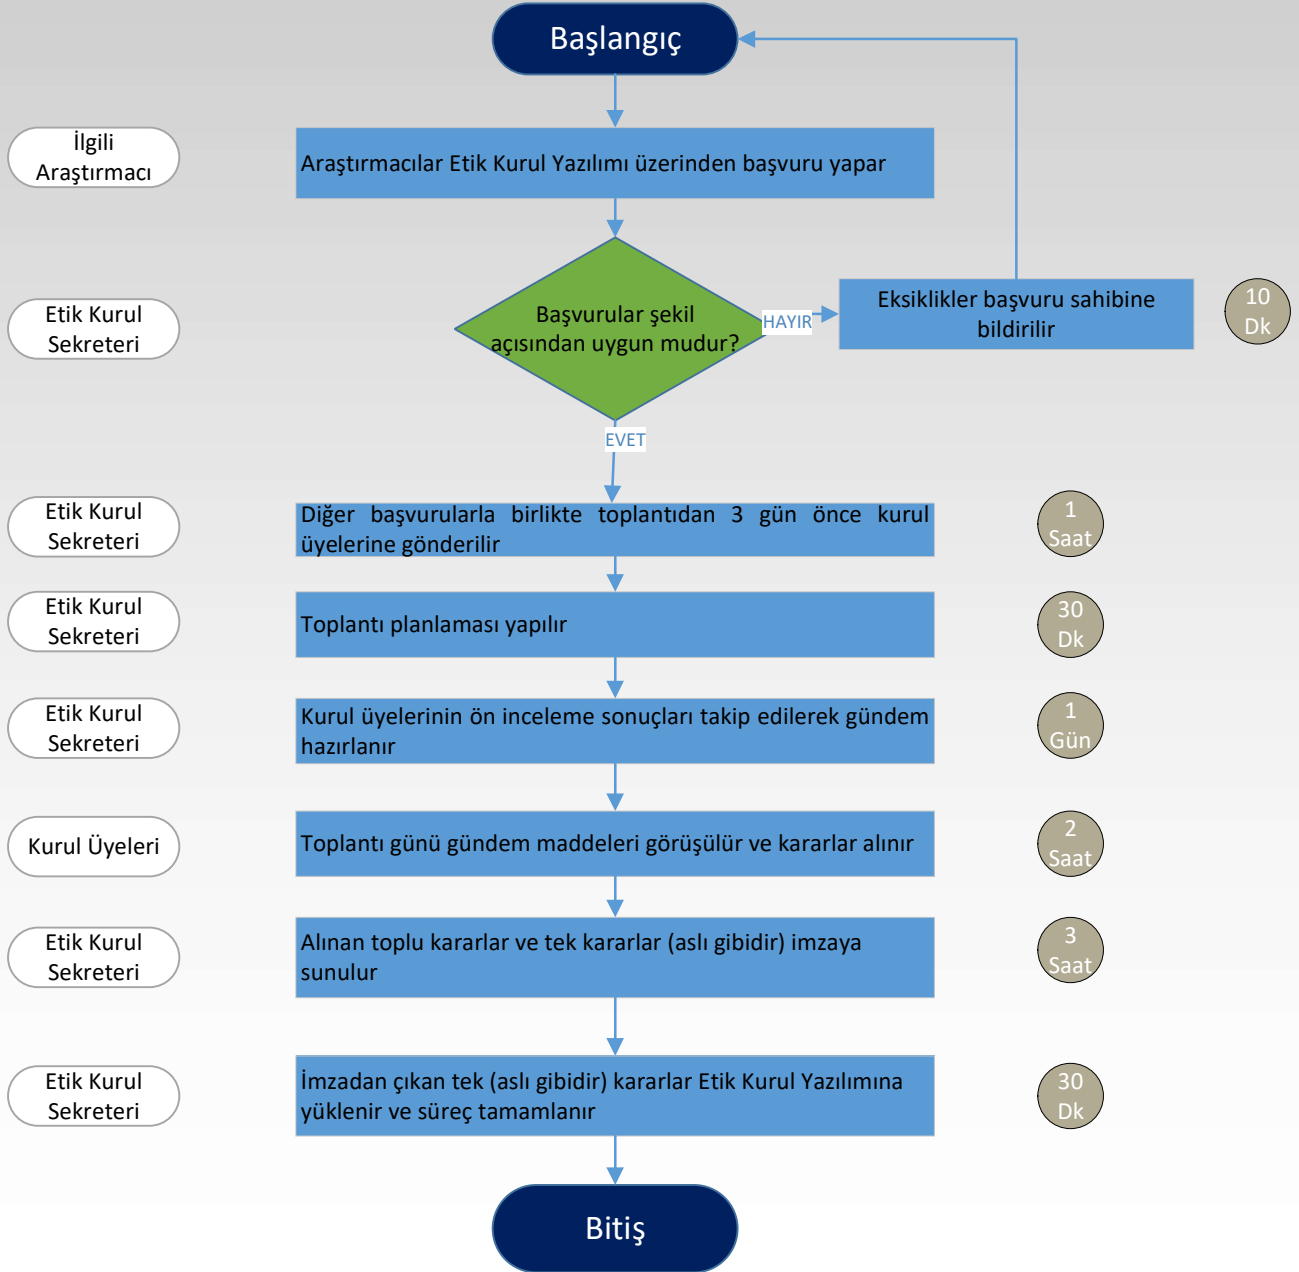 Başlangıç
İlgili
Araştırmacı
Araştırmacılar Etik Kurul Yazılımı üzerinden başvuru yapar
Etik Kurul
Sekreteri
Başvurular şekil
açısından uygun mudur?
HAYIR
Eksiklikler başvuru sahibine
bildirilir
10
Dk
EVET
Etik Kurul
Sekreteri
Diğer başvurularla birlikte toplantıdan 3 gün önce kurul
üyelerine gönderilir
1
Saat
Etik Kurul
Sekreteri
Toplantı planlaması yapılır
30
Dk
Etik Kurul
Sekreteri
Kurul üyelerinin ön inceleme sonuçları takip edilerek gündem
hazırlanır
1
Gün
Kurul Üyeleri
Toplantı günü gündem maddeleri görüşülür ve kararlar alınır
2
Saat
Etik Kurul
Sekreteri
Alınan toplu kararlar ve tek kararlar (aslı gibidir) imzaya
sunulur
3
Saat
Etik Kurul
Sekreteri
İmzadan çıkan tek (aslı gibidir) kararlar Etik Kurul Yazılımına
yüklenir ve süreç tamamlanır
30
Dk
Bitiş